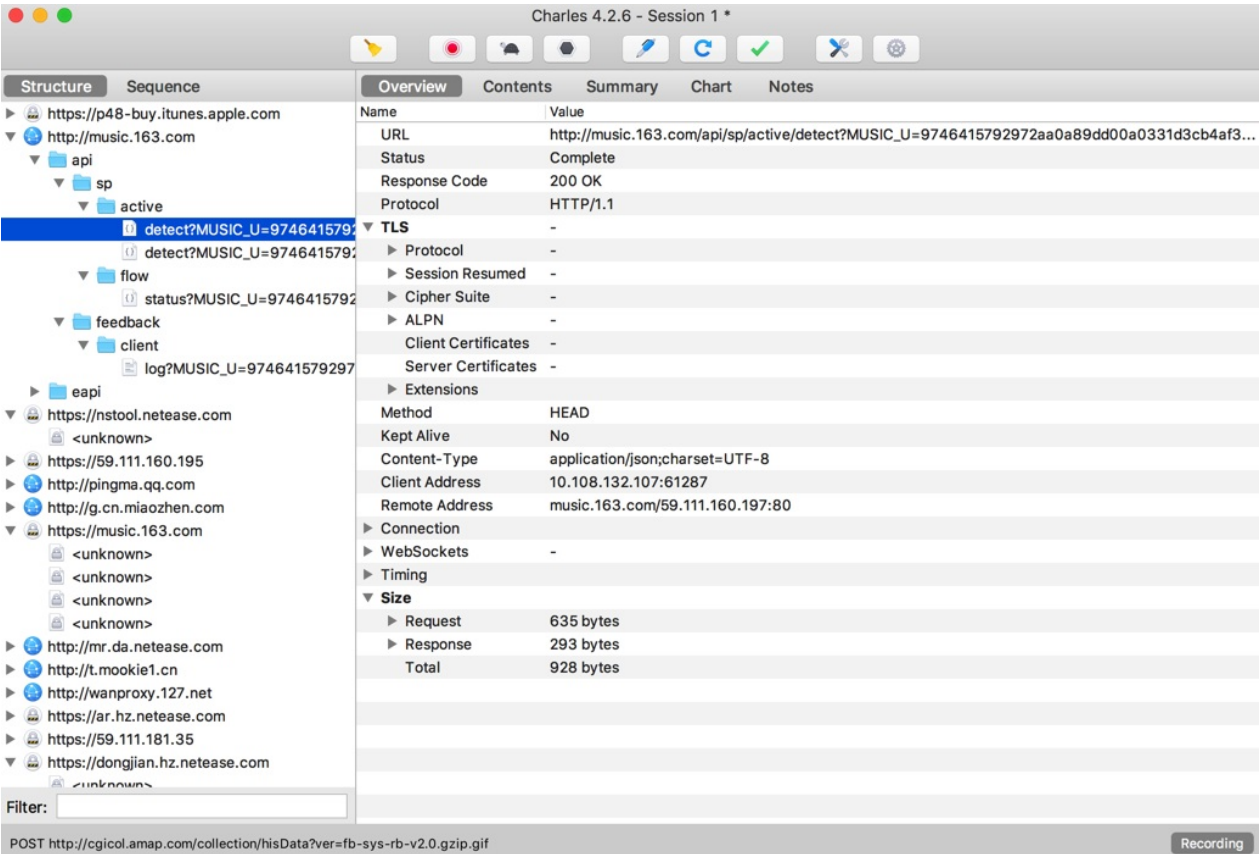 Charles 4.2.6 - Session 1 *
Structure Sequence
Overview Contents Summary Chart Notes
https://p48-buy.itunes.apple.com
http://music.163.com
api
sp
active
detect?MUSIC_U=9746415792
detect?MUSIC_U=9746415792
flow
status?MUSIC_U=9746415792
feedback
client
log?MUSIC_U=974641579297
eapi
https://nstool.netease.com
<unknown>
https://59.111.160.195
http://pingma.qq.com
http://g.cn.miaozhen.com
https://music.163.com
<unknown>
<unknown>
<unknown>
<unknown>
http://mr.da.netease.com
http://t.mookie1.cn
http://wanproxy.127.net
https://ar.hz.netease.com
https://59.111.181.35
https://dongjian.hz.netease.com
<unknown>
Filter:
Name Value
URL http://music.163.com/api/sp/active/detect?MUSIC_U=9746415792972aa0a89dd00a0331d3cb4af3...
Status Complete
Response Code 200 OK
Protocol HTTP/1.1
TLS -
Protocol -
Session Resumed -
Cipher Suite -
ALPN -
Client Certificates -
Server Certificates -
Extensions
Method HEAD
Kept Alive No
Content-Type application/json;charset=UTF-8
Client Address 10.108.132.107:61287
Remote Address music.163.com/59.111.160.197:80
Connection
WebSockets -
Timing
Size
Request 635 bytes
Response 293 bytes
Total 928 bytes
POST http://cgicol.amap.com/collection/hisData?ver=fb-sys-rb-v2.0.gzip.gif
Recording